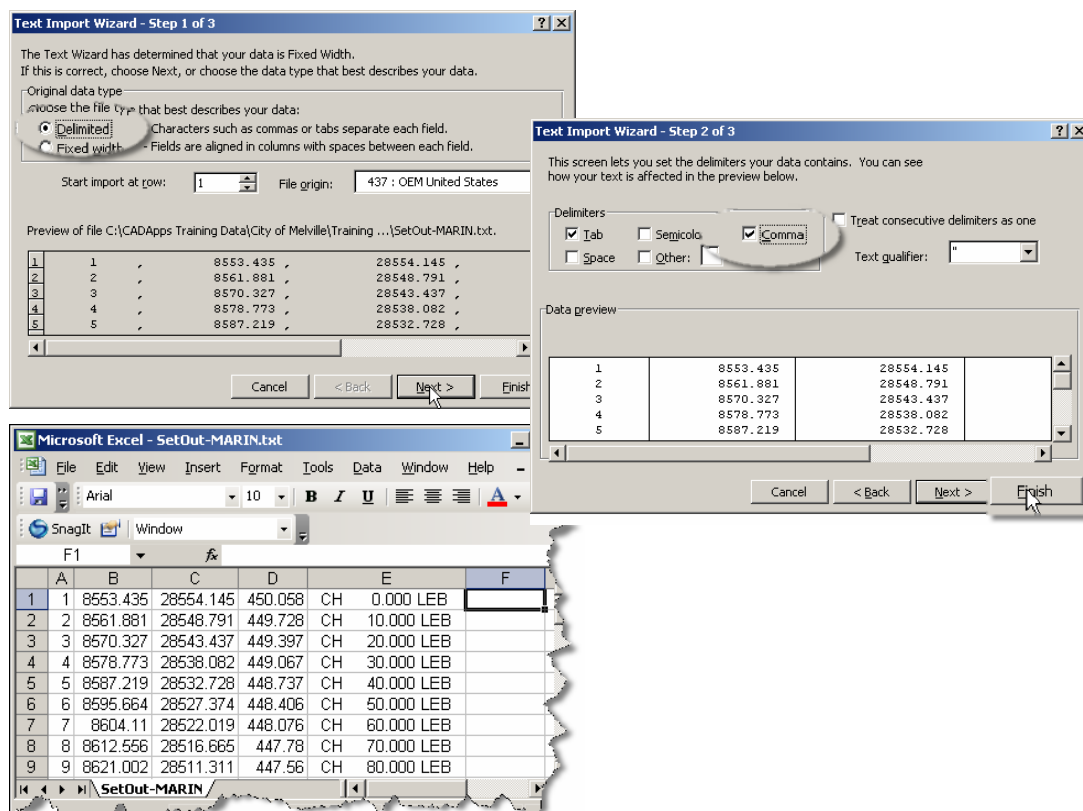 Text Import Wizard - Step 1 of 3
The Text Wizard has determined that your data is Fixed Width.
If this is correct, choose Next, or choose the data type that best describes your data.
Original data type
choose the file type that best describes your data:
Delimited - Characters such as commas or tabs separate each field.
Fixed width - Fields are aligned in columns with spaces between each field.
Start import at row: 1 File origin: 437 : OEM United States
Preview of file C:\CADApps Training Data\City of Melville\Training ...\SetOut-MARIN.txt.
1 1 , 8553.435 , 28554.145 ,
2 2 , 8561.881 , 28548.791 ,
3 3 , 8570.327 , 28543.437 ,
4 4 , 8578.773 , 28538.082 ,
5 5 , 8587.219 , 28532.728 ,
Cancel < Back Next > Finish
Text Import Wizard - Step 2 of 3
This screen lets you set the delimiters your data contains. You can see
how your text is affected in the preview below.
Delimiters
Tab Semicolo Comma Treat consecutive delimiters as one
Space Other: Text qualifier: "
Data preview
1 8553.435 28554.145
2 8561.881 28548.791
3 8570.327 28543.437
4 8578.773 28538.082
5 8587.219 28532.728
Cancel < Back Next > Finish
Microsoft Excel - SetOut-MARIN.txt
File Edit View Insert Format Tools Data Window Help
Arial 10 B I U A
SnagIt Window
F1 fx
A B C D E F
1 1 8553.435 28554.145 450.058 CH 0.000 LEB
2 2 8561.881 28548.791 449.728 CH 10.000 LEB
3 3 8570.327 28543.437 449.397 CH 20.000 LEB
4 4 8578.773 28538.082 449.067 CH 30.000 LEB
5 5 8587.219 28532.728 448.737 CH 40.000 LEB
6 6 8595.664 28527.374 448.406 CH 50.000 LEB
7 7 8604.11 28522.019 448.076 CH 60.000 LEB
8 8 8612.556 28516.665 447.78 CH 70.000 LEB
9 9 8621.002 28511.311 447.56 CH 80.000 LEB
SetOut-MARIN